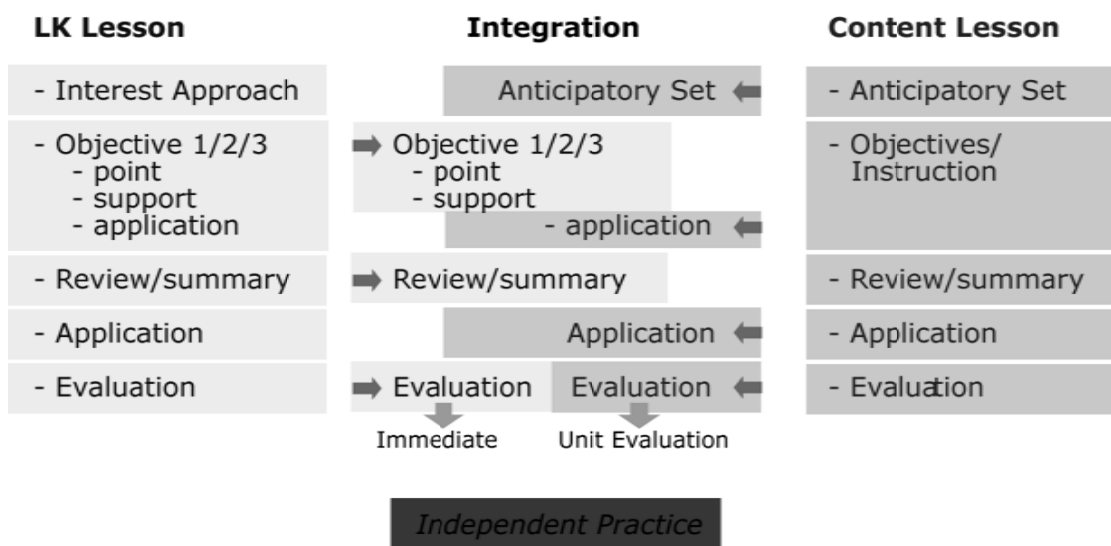 LK Lesson
- Interest Approach
- Objective 1/2/3
- point
- support
- application
- Review/summary
- Application
- Evaluation
Integration
Anticipatory Set
Objective 1/2/3
- point
- support
- application
Review/summary
Application
Evaluation
Evaluation
Immediate
Unit Evaluation
Independent Practice
Content Lesson
- Anticipatory Set
- Objectives/
Instruction
- Review/summary
- Application
- Evaluation